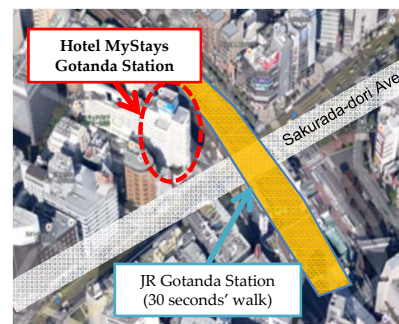 Hotel MyStays
Gotanda Station
Sakurada-dori Ave
JR Gotanda Station
(30 seconds' walk)